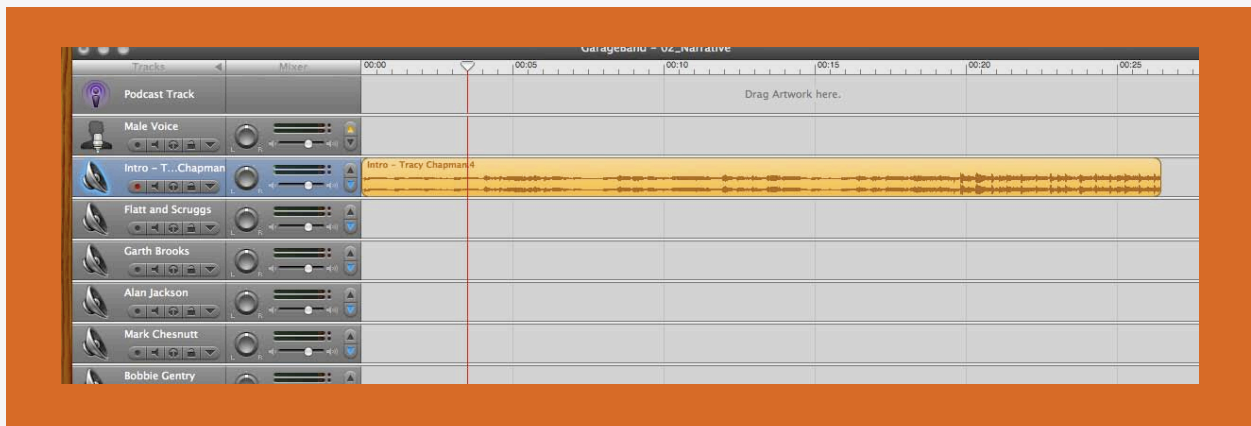 GarageBand - 02_Narrative
Tracks Mixer 00:00 00:05 00:10 00:15 00:20 00:25
Podcast Track Drag Artwork here.
Male Voice
L R
Intro - T...Chapman Intro - Tracy Chapman.4
L R
Flatt and Scruggs
L R
Garth Brooks
L R
Alan Jackson
L R
Mark Chesnutt
L R
Bobbie Gentry